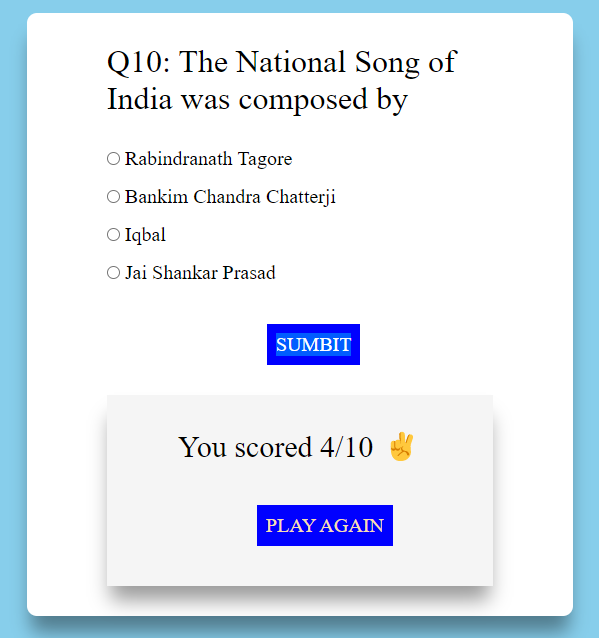 Q10: The National Song of
India was composed by
Rabindranath Tagore
Bankim Chandra Chatterji
Iqbal
Jai Shankar Prasad
SUMBIT
You scored 4/10 ✌
PLAY AGAIN